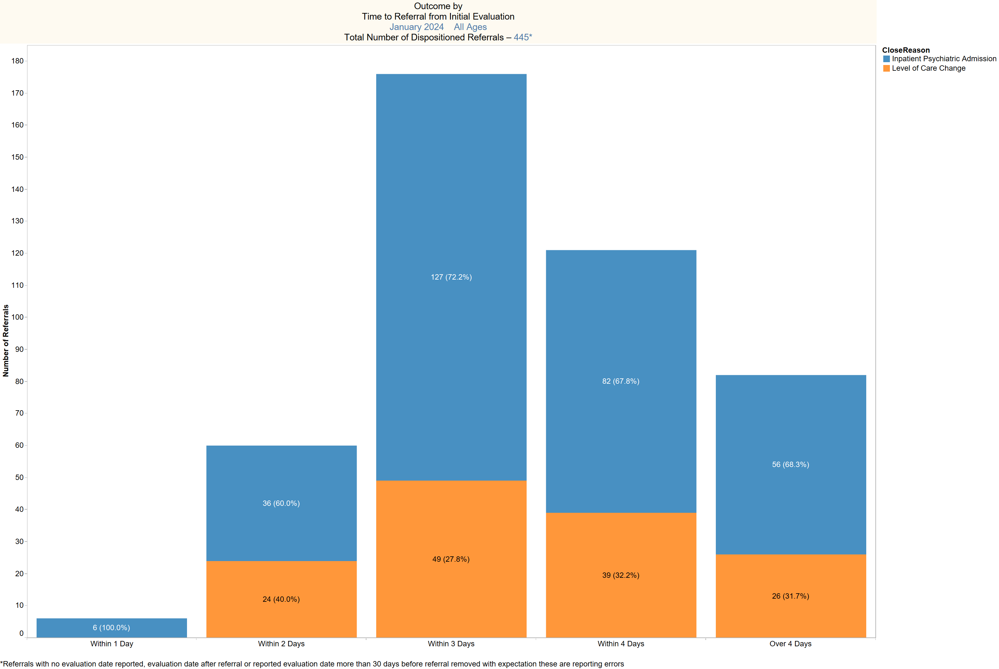 Outcome by
Time to Referral from Initial Evaluation
January 2024 All Ages
Total Number of Dispositioned Referrals – 445*
CloseReason
Inpatient Psychiatric Admission
Level of Care Change
Number of Referrals
180
170
160
150
140
130
120
110
100
90
80
70
60
50
40
30
20
10
0
6 (100.0%)
36 (60.0%)
24 (40.0%)
127 (72.2%)
49 (27.8%)
82 (67.8%)
39 (32.2%)
56 (68.3%)
26 (31.7%)
Within 1 Day
Within 2 Days
Within 3 Days
Within 4 Days
Over 4 Days
*Referrals with no evaluation date reported, evaluation date after referral or reported evaluation date more than 30 days before referral removed with expectation these are reporting errors